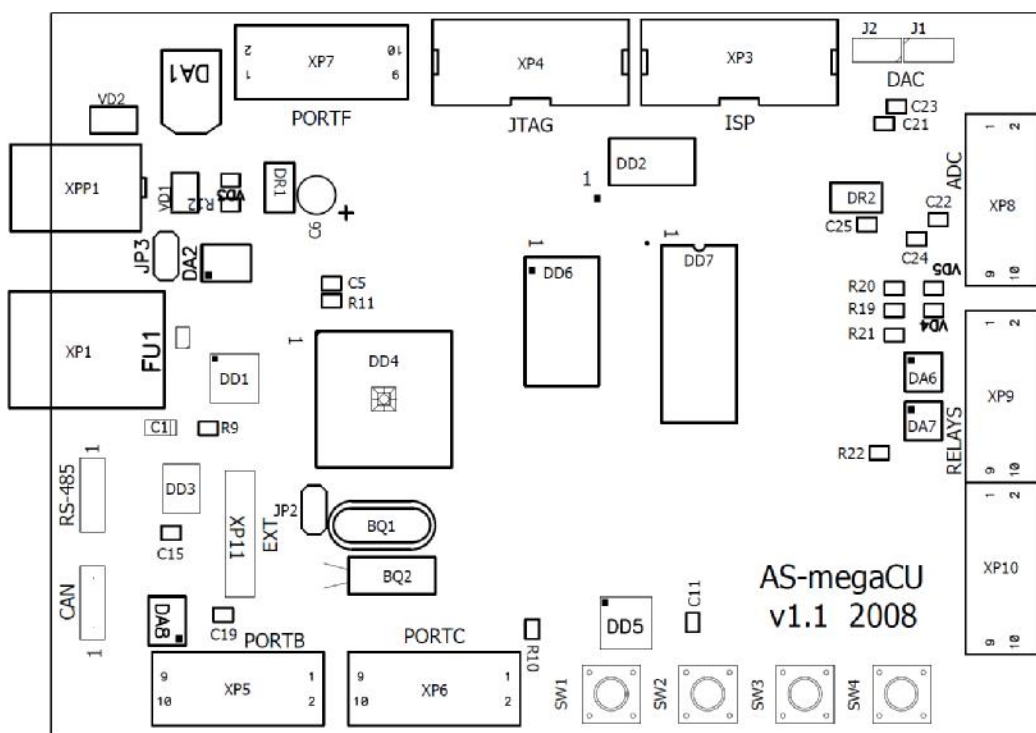 J2 J1
DAC
2 10
XP7
1 9
PORTF
DA1
XP4
JTAG
XP3
ISP
VD2
C23
C21
XPP1
VD1
R12
VD3
DR1
C6
+
DD2
1
DR2
C25
C22
C24
ADC
1 2
XP8
9 10
JP3
DA2
C5
R11
1
DD6
1
DD7
R20
VD5
R19
VD4
R21
XP1
FU1
DD1
1
DD4
DA6
DA7
R22
RELAYS
1 2
XP9
9 10
C1
R9
RS-485
1
DD3
XP11
EXT
JP2
BQ1
C15
BQ2
CAN
1
DA8
C19
AS-megaCU
v1.1 2008
1 2
XP10
9 10
DD5
C11
R10
PORTB
9 1
XP5
10 2
PORTC
9 1
XP6
10 2
SW1
SW2
SW3
SW4